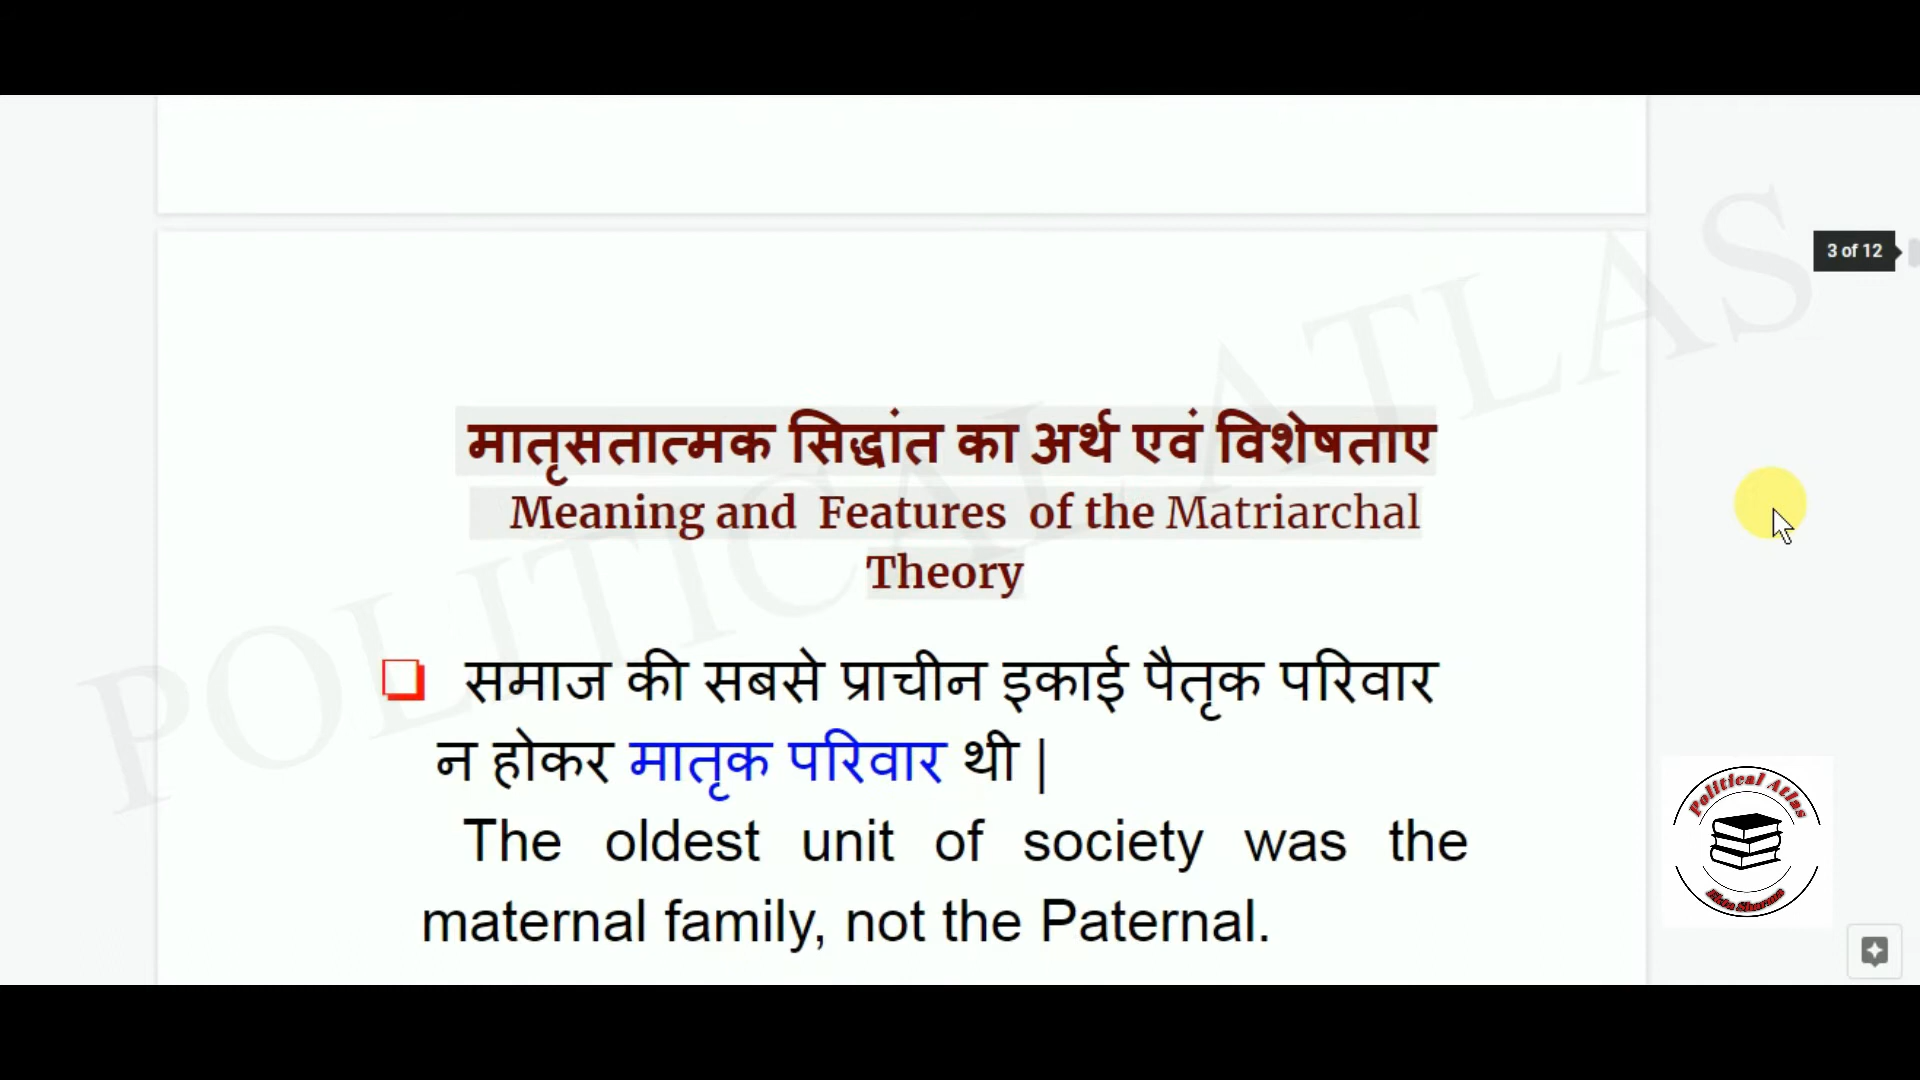 3 of 12
मातृसतात्मक सिद्धांत का अर्थ एवं विशेषताए
Meaning and Features of the Matriarchal
Theory
समाज की सबसे प्राचीन इकाई पैतृक परिवार
न होकर मातृक परिवार थी |
The oldest unit of society was the
maternal family, not the Paternal.
POLITICAL ATLAS
Political Atlas